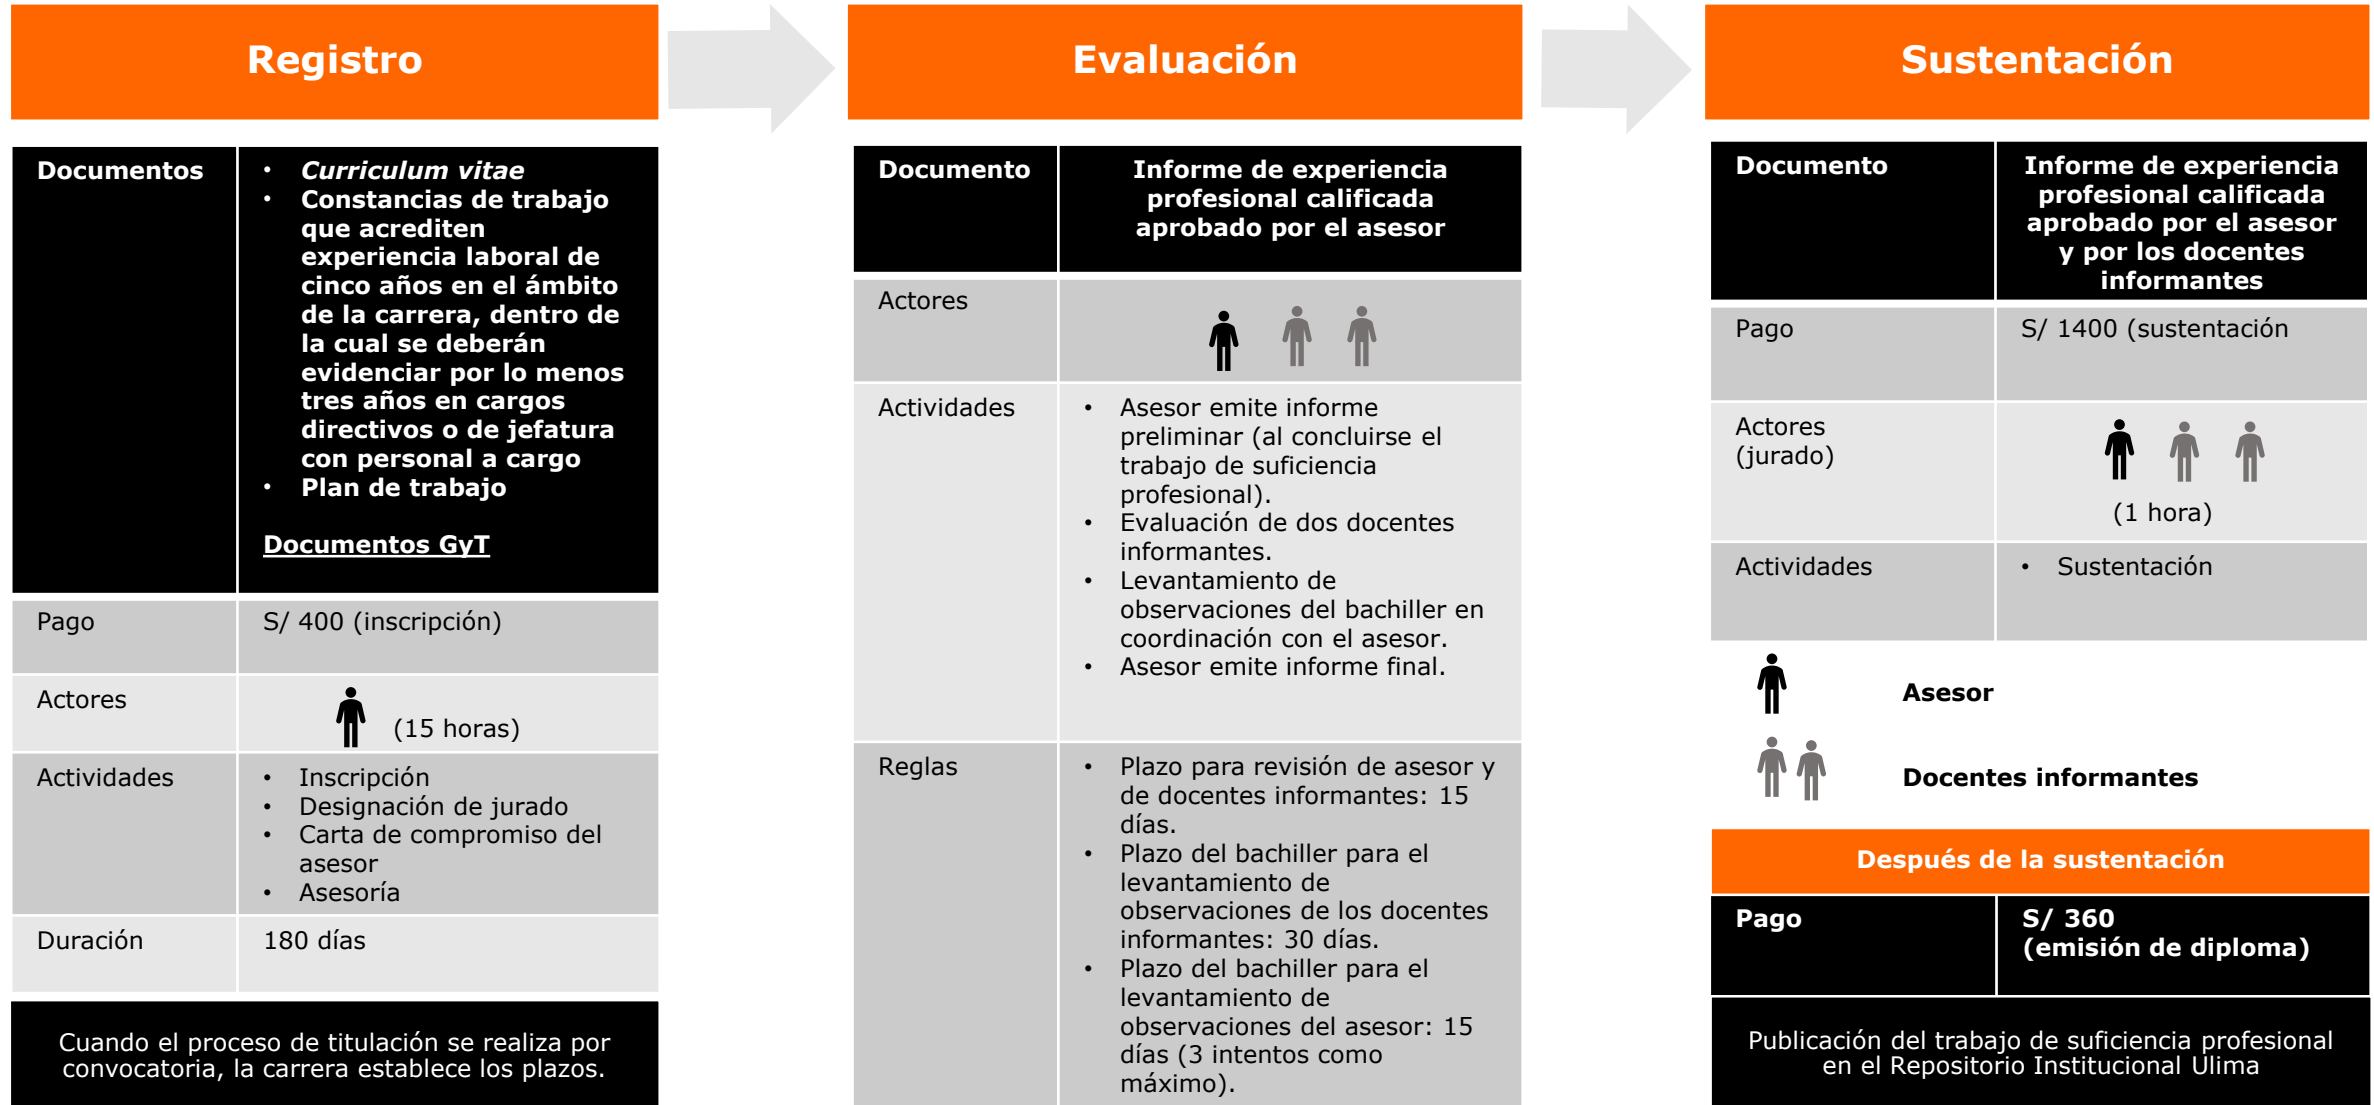 Registro
Documentos
• Curriculum vitae
• Constancias de trabajo
que acrediten
experiencia laboral de
cinco años en el ámbito
de la carrera, dentro de
la cual se deberán
evidenciar por lo menos
tres años en cargos
directivos o de jefatura
con personal a cargo
• Plan de trabajo
Documentos GyT
Pago
S/ 400 (inscripción)
Actores
(15 horas)
Actividades
• Inscripción
• Designación de jurado
• Carta de compromiso del
asesor
• Asesoría
Duración
180 días
Cuando el proceso de titulación se realiza por
convocatoria, la carrera establece los plazos.
Evaluación
Documento
Informe de experiencia
profesional calificada
aprobado por el asesor
Actores
Actividades
• Asesor emite informe
preliminar (al concluirse el
trabajo de suficiencia
profesional).
• Evaluación de dos docentes
informantes.
• Levantamiento de
observaciones del bachiller en
coordinación con el asesor.
• Asesor emite informe final.
Reglas
• Plazo para revisión de asesor y
de docentes informantes: 15
días.
• Plazo del bachiller para el
levantamiento de
observaciones de los docentes
informantes: 30 días.
• Plazo del bachiller para el
levantamiento de
observaciones del asesor: 15
días (3 intentos como
máximo).
Sustentación
Documento
Informe de experiencia
profesional calificada
aprobado por el asesor
y por los docentes
informantes
Pago
S/ 1400 (sustentación
Actores
(jurado)
(1 hora)
Actividades
• Sustentación
Asesor
Docentes informantes
Después de la sustentación
Pago
S/ 360
(emisión de diploma)
Publicación del trabajo de suficiencia profesional
en el Repositorio Institucional Ulima